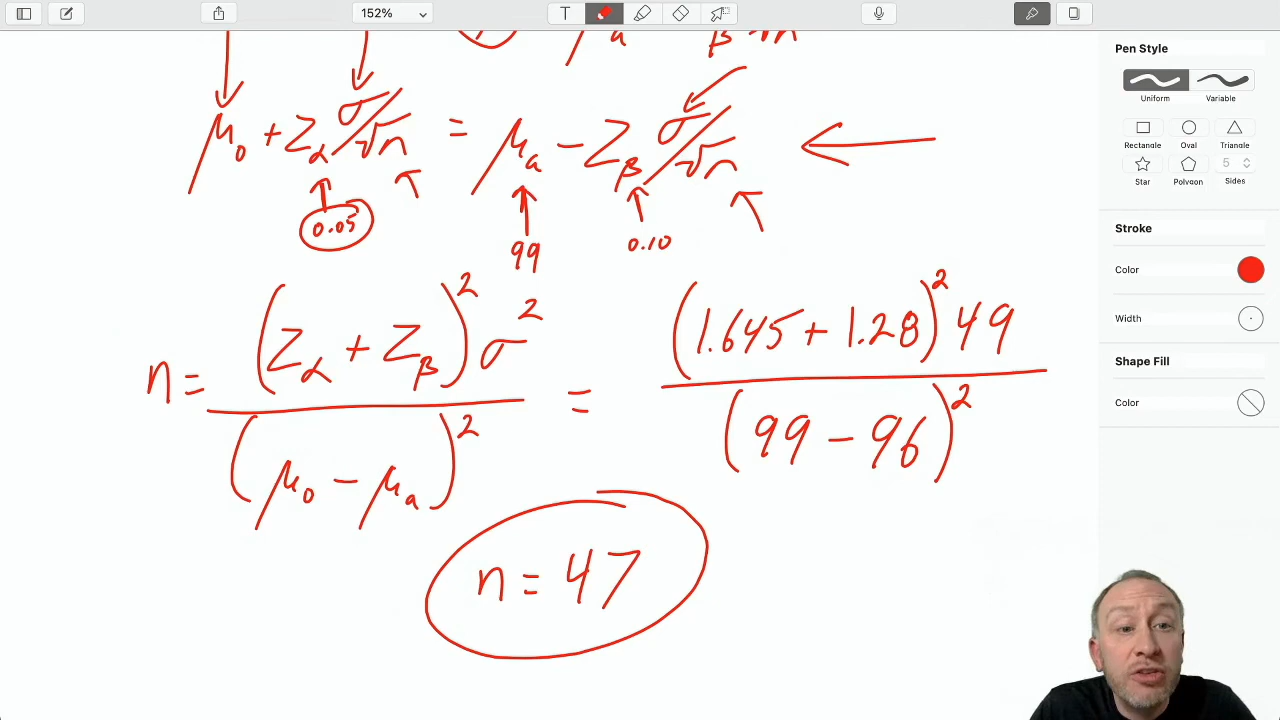 152%
T
Pen Style
Uniform Variable
Rectangle Oval Triangle
Star Polygon 5 Sides
Stroke
Color
Width
Shape Fill
Color
μa
β √n
μ₀ + Zα σ/√n = μa − Zβ σ/√n
0.05 99 0.10
n = (Zα + Zβ)² σ² / (μ₀ − μa)² = (1.645 + 1.28)² 49 / (99 − 96)²
n = 47